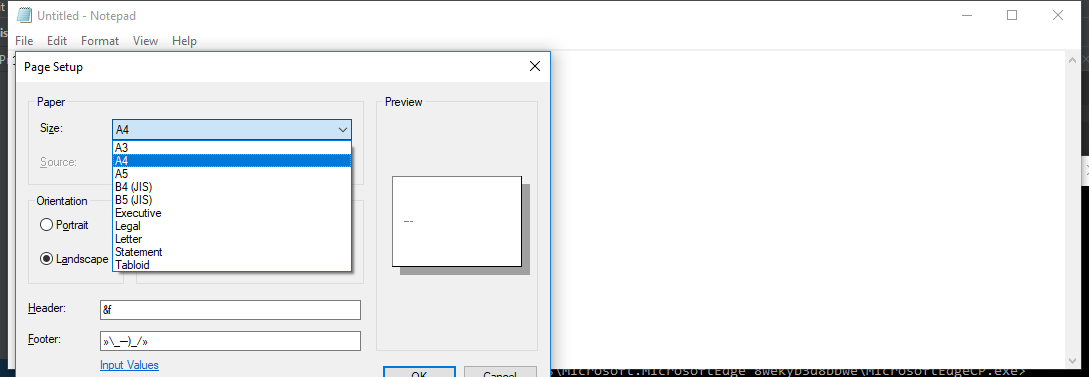 Untitled - Notepad
File Edit Format View Help
Page Setup
Paper
Size: A4
A3
A4
A5
B4 (JIS)
B5 (JIS)
Executive
Legal
Letter
Statement
Tabloid
Source:
Orientation
Portrait
Landscape
Preview
Header: &f
Footer: »\_—)_/»
Input Values
OK Cancel
\Microsoft.MicrosoftEdge_8wekyb3d8bbwe\MicrosoftEdgeCP.exe>